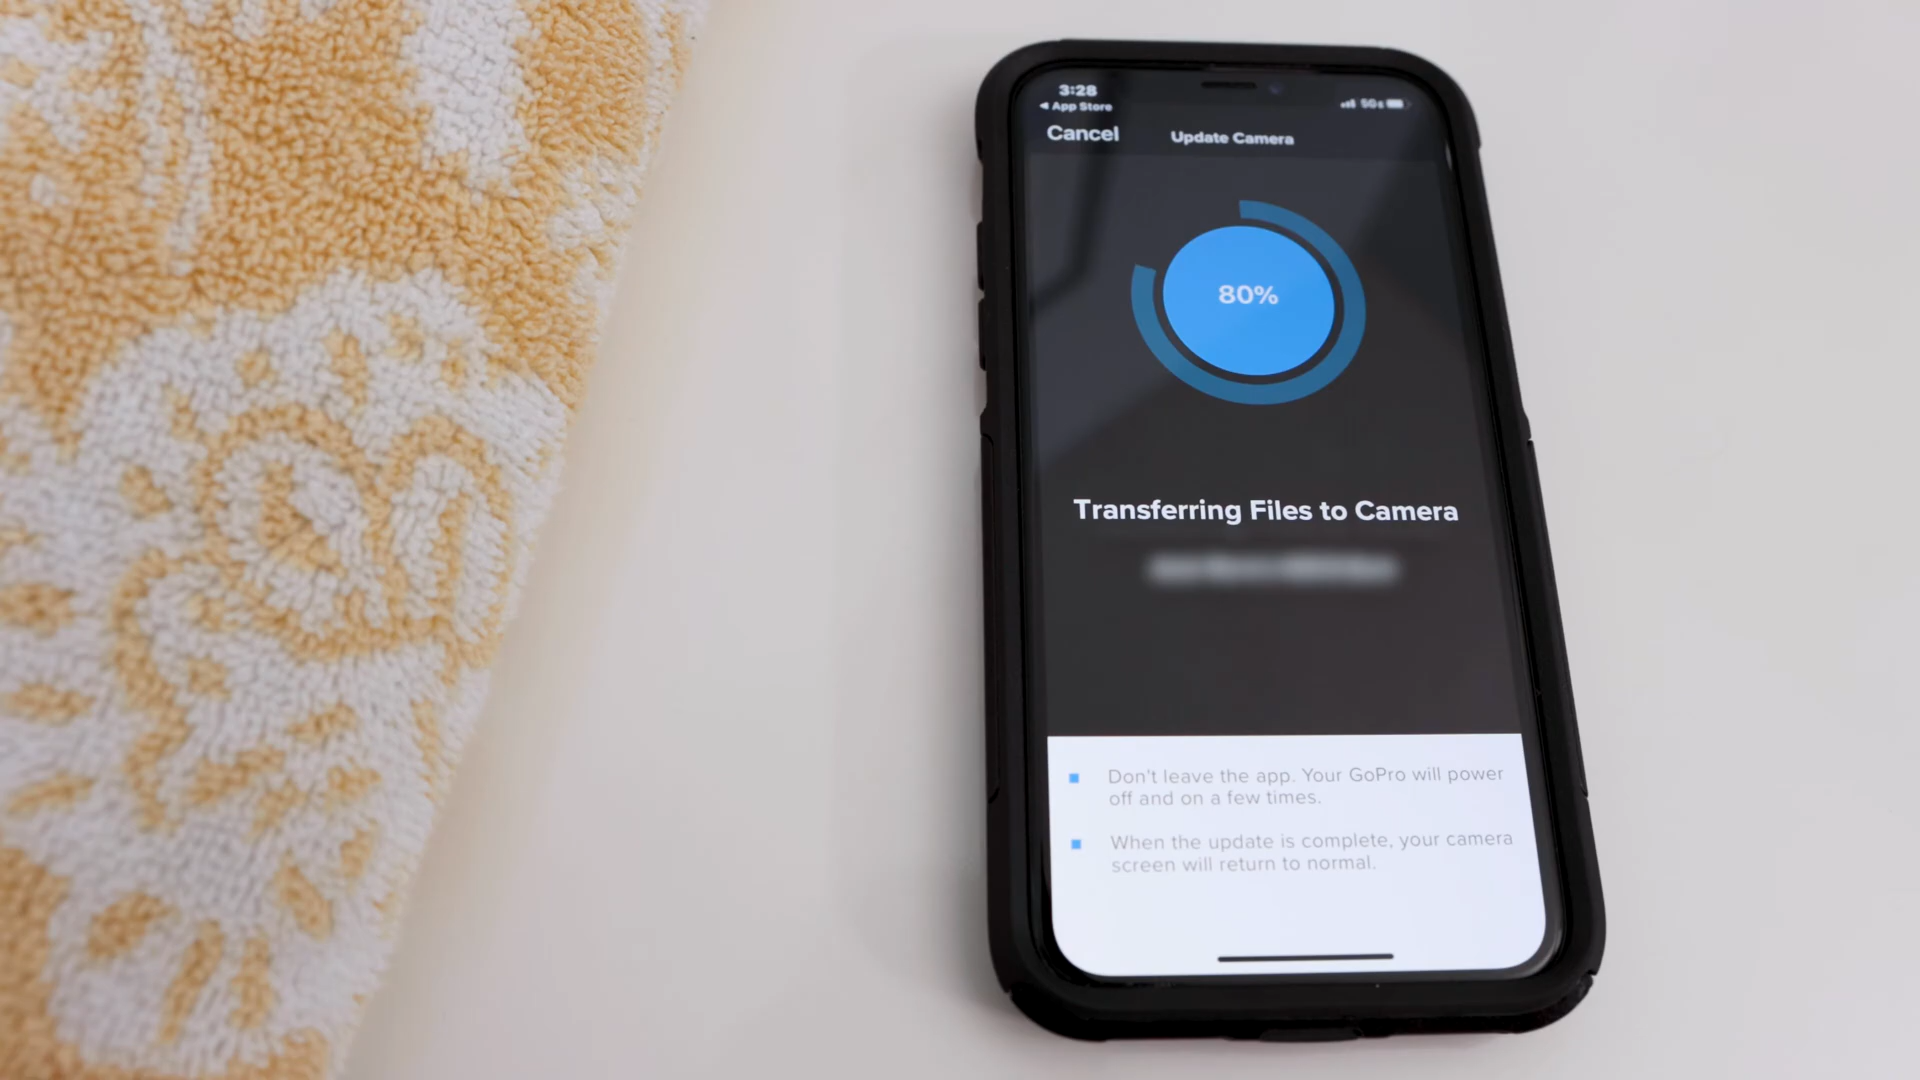 3:28
◀ App Store
5G
Cancel
Update Camera
80%
Transferring Files to Camera
Don't leave the app. Your GoPro will power
off and on a few times.
When the update is complete, your camera
screen will return to normal.